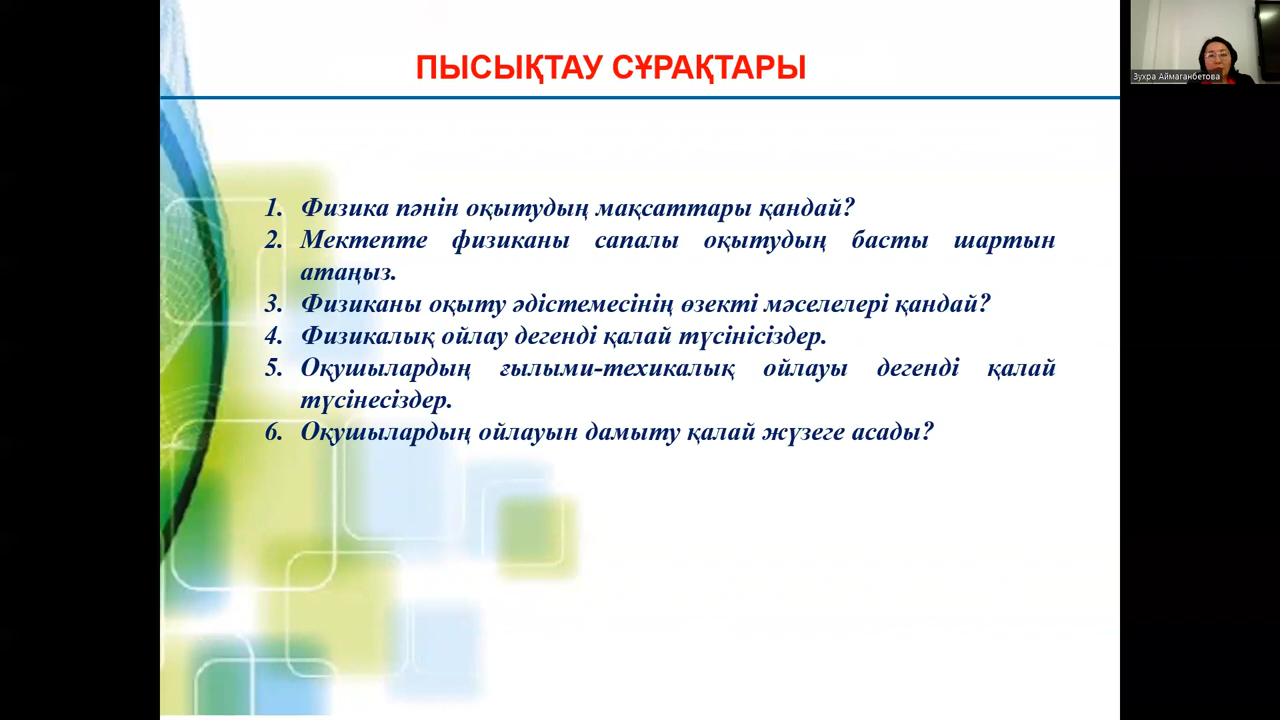 ПЫСЫҚТАУ СҰРАҚТАРЫ
Зухра Аймаганбетова
1. Физика пәнін оқытудың мақсаттары қандай?
2. Мектепте физиканы сапалы оқытудың басты шартын
атаңыз.
3. Физиканы оқыту әдістемесінің өзекті мәселелері қандай?
4. Физикалық ойлау дегенді қалай түсінісіздер.
5. Оқушылардың ғылыми-техикалық ойлауы дегенді қалай
түсінесіздер.
6. Оқушылардың ойлауын дамыту қалай жүзеге асады?